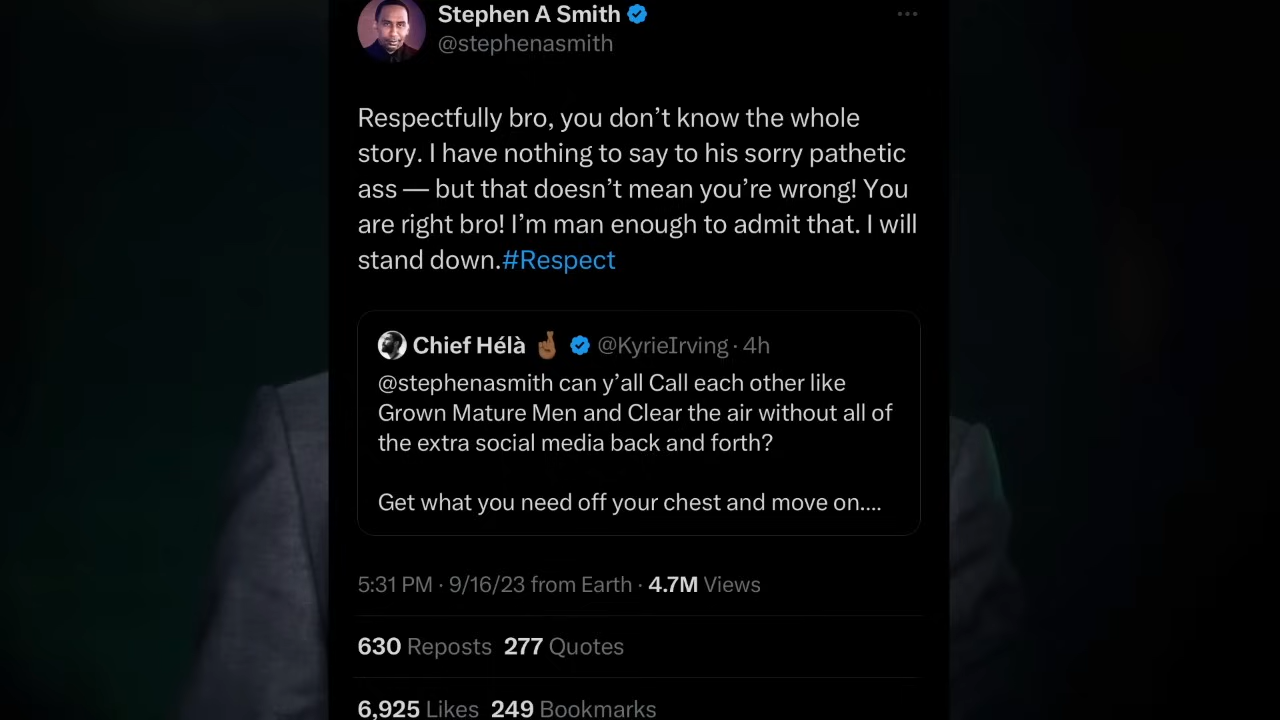 Stephen A Smith
@stephenasmith
Respectfully bro, you don’t know the whole
story. I have nothing to say to his sorry pathetic
ass — but that doesn’t mean you’re wrong! You
are right bro! I’m man enough to admit that. I will
stand down.#Respect
Chief Hélà 🤞🏾 @KyrieIrving · 4h
@stephenasmith can y’all Call each other like
Grown Mature Men and Clear the air without all of
the extra social media back and forth?
Get what you need off your chest and move on....
5:31 PM · 9/16/23 from Earth · 4.7M Views
630 Reposts 277 Quotes
6,925 Likes 249 Bookmarks